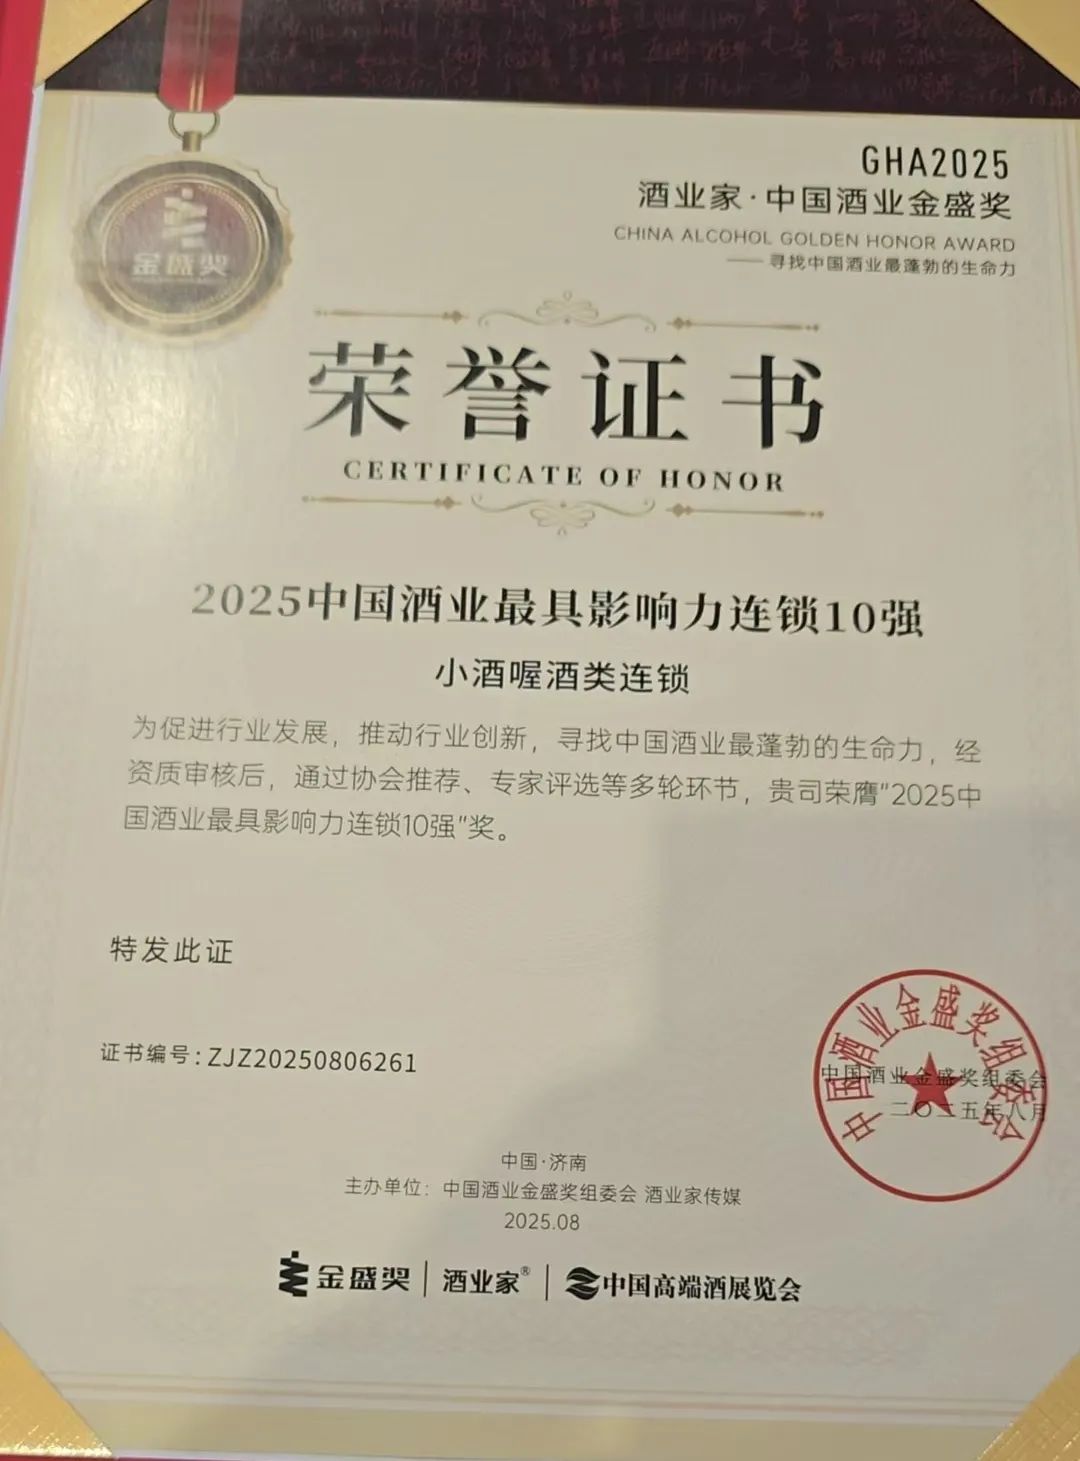 金盛奖
GHA2025
酒业家·中国酒业金盛奖
CHINA ALCOHOL GOLDEN HONOR AWARD
——寻找中国酒业最蓬勃的生命力
荣誉证书
CERTIFICATE OF HONOR
2025中国酒业最具影响力连锁10强
小酒喔酒类连锁
为促进行业发展，推动行业创新，寻找中国酒业最蓬勃的生命力，经
资质审核后，通过协会推荐、专家评选等多轮环节，贵司荣膺"2025中
国酒业最具影响力连锁10强"奖。
特发此证
证书编号:ZJZ20250806261
中国酒业金盛奖组委会
中国酒业金盛奖组委会
二〇二五年八月
中国·济南
主办单位：中国酒业金盛奖组委会 酒业家传媒
2025.08
金盛奖 | 酒业家® | 中国高端酒展览会